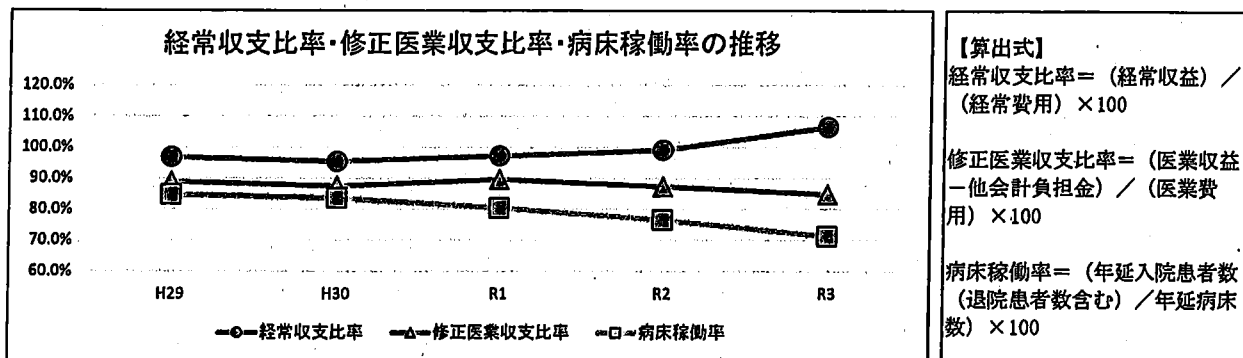 経常収支比率・修正医業収支比率・病床稼働率の推移
120.0%
110.0%
100.0%
90.0%
80.0%
70.0%
60.0%
H29
H30
R1
R2
R3
経常収支比率
修正医業収支比率
病床稼働率
【算出式】
経常収支比率＝（経常収益）／
（経常費用）×100
修正医業収支比率＝（医業収益
－他会計負担金）／（医業費
用）×100
病床稼働率＝（年延入院患者数
（退院患者数含む）／年延病床
数）×100